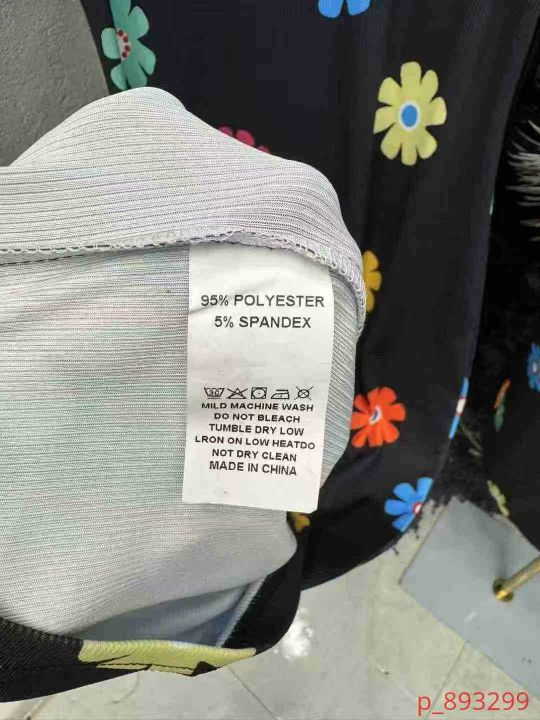 95% POLYESTER
5% SPANDEX
MILD MACHINE WASH
DO NOT BLEACH
TUMBLE DRY LOW
LRON ON LOW HEATDO
NOT DRY CLEAN
MADE IN CHINA
p_893299